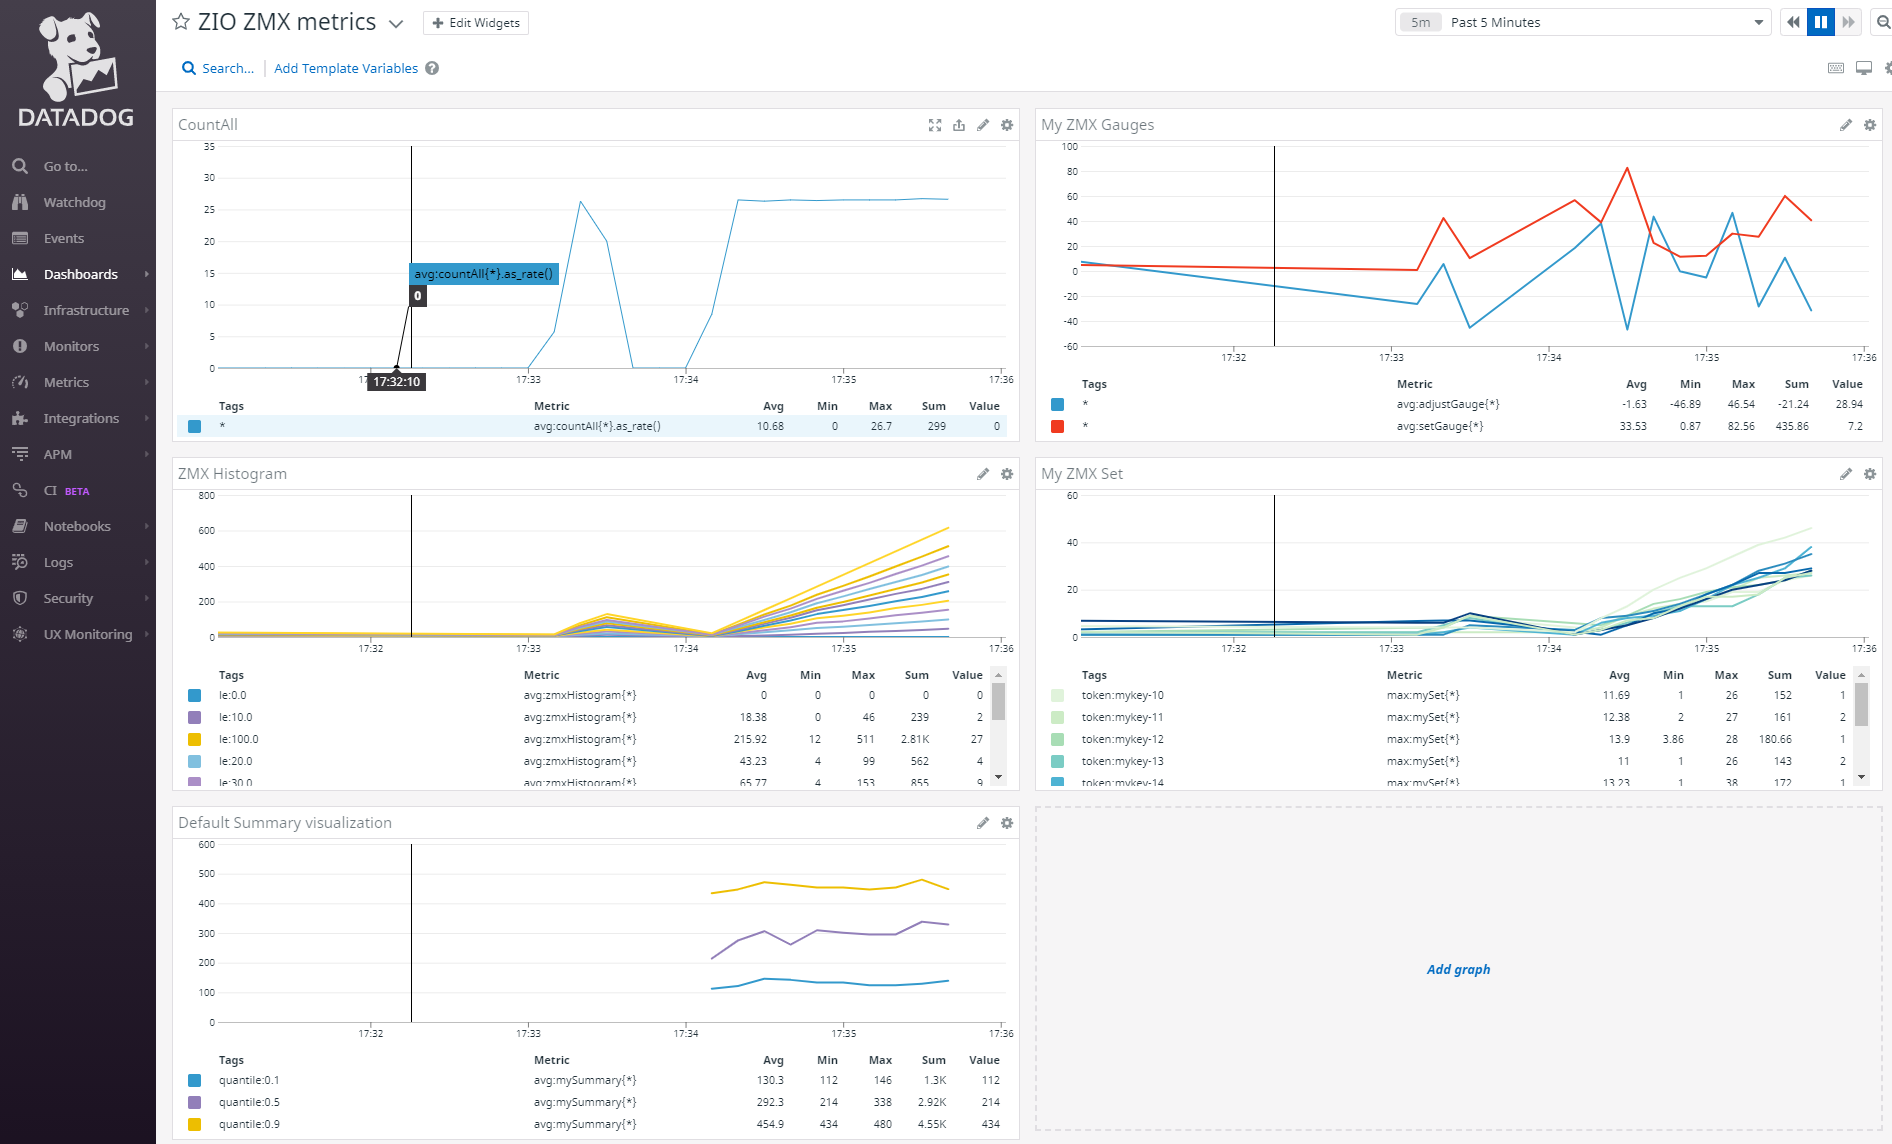 DATADOG
Go to...
Watchdog
Events
Dashboards
Infrastructure
Monitors
Metrics
Integrations
APM
CI BETA
Notebooks
Logs
Security
UX Monitoring
ZIO ZMX metrics
Edit Widgets
5m Past 5 Minutes
Search...
Add Template Variables ?
CountAll
35
30
25
20
15
10
5
0
avg:countAll{*}.as_rate()
0
17:32:10
17:33 17:34 17:35 17:36
Tags Metric Avg Min Max Sum Value
* avg:countAll{*}.as_rate() 10.68 0 26.7 299 0
My ZMX Gauges
100
80
60
40
20
0
-20
-40
-60
17:32 17:33 17:34 17:35 17:36
Tags Metric Avg Min Max Sum Value
* avg:adjustGauge{*} -1.63 -46.89 46.54 -21.24 28.94
* avg:setGauge{*} 33.53 0.87 82.56 435.86 7.2
ZMX Histogram
800
600
400
200
0
17:32 17:33 17:34 17:35 17:36
Tags Metric Avg Min Max Sum Value
le:0.0 avg:zmxHistogram{*} 0 0 0 0 0
le:10.0 avg:zmxHistogram{*} 18.38 0 46 239 2
le:100.0 avg:zmxHistogram{*} 215.92 12 511 2.81K 27
le:20.0 avg:zmxHistogram{*} 43.23 4 99 562 4
le:30.0 avg:zmxHistogram{*} 65.77 4 153 855 9
My ZMX Set
60
40
20
0
17:32 17:33 17:34 17:35 17:36
Tags Metric Avg Min Max Sum Value
token:mykey-10 max:mySet{*} 11.69 1 26 152 1
token:mykey-11 max:mySet{*} 12.38 2 27 161 2
token:mykey-12 max:mySet{*} 13.9 3.86 28 180.66 1
token:mykey-13 max:mySet{*} 11 1 26 143 2
token:mykey-14 max:mySet{*} 13.23 1 38 172 1
Default Summary visualization
600
500
400
300
200
100
0
17:32 17:33 17:34 17:35 17:36
Tags Metric Avg Min Max Sum Value
quantile:0.1 avg:mySummary{*} 130.3 112 146 1.3K 112
quantile:0.5 avg:mySummary{*} 292.3 214 338 2.92K 214
quantile:0.9 avg:mySummary{*} 454.9 434 480 4.55K 434
Add graph